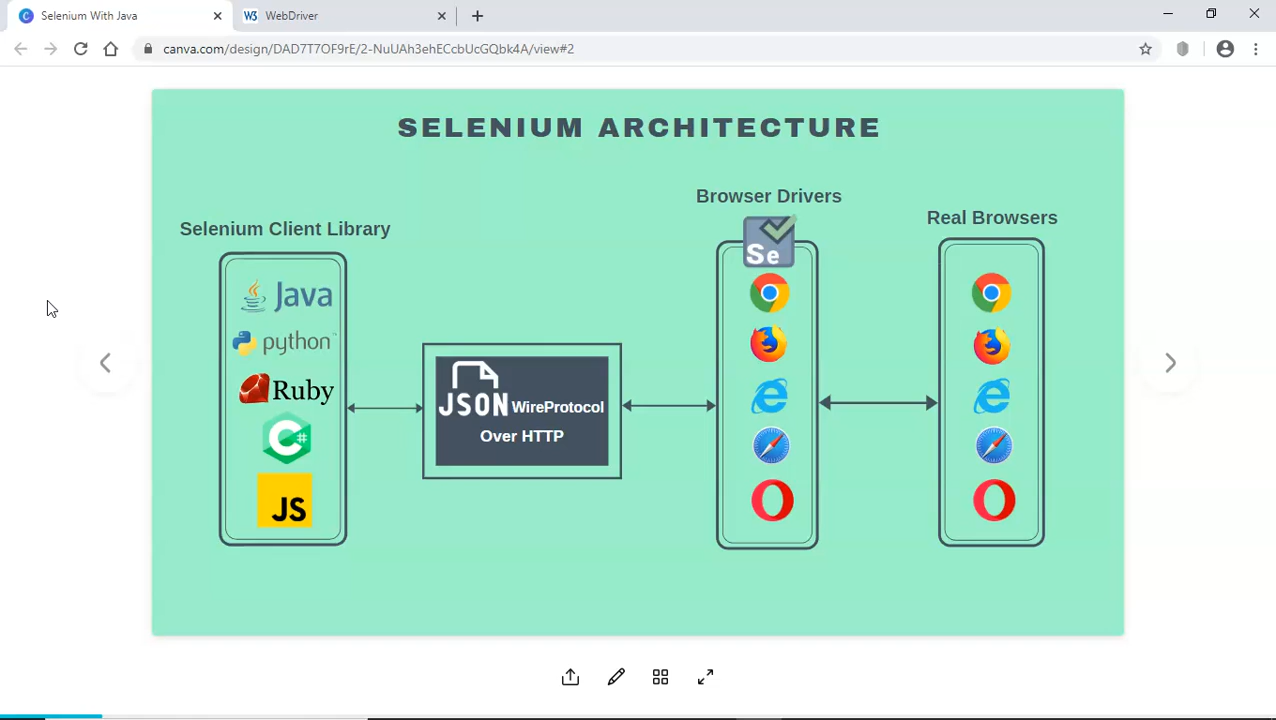 Selenium With Java
W3 WebDriver
canva.com/design/DAD7T7OF9rE/2-NuUAh3ehECcbUcGQbk4A/view#2
SELENIUM ARCHITECTURE
Selenium Client Library
Java
python
Ruby
C#
JS
JSON WireProtocol
Over HTTP
Browser Drivers
Se
Real Browsers